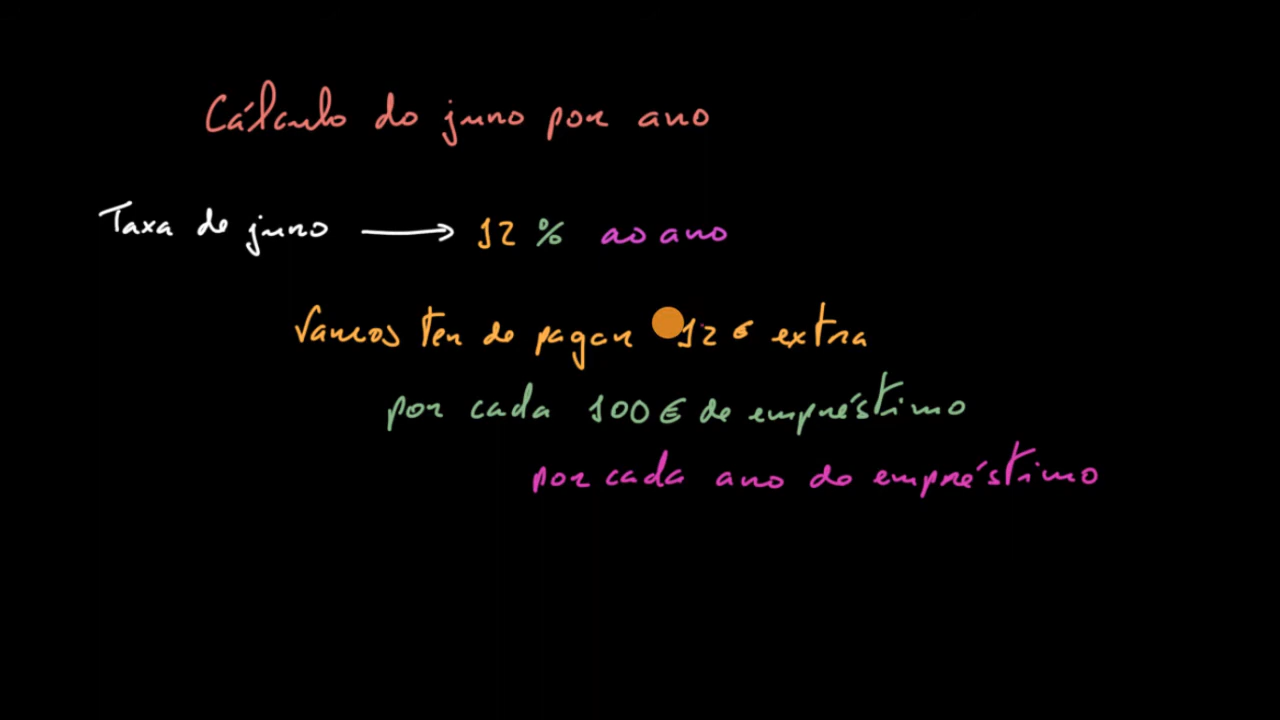 Cálculo do juro por ano
Taxa de juro → 12 % ao ano
Vamos ter de pagar 12 € extra
por cada 100 € de empréstimo
por cada ano do empréstimo